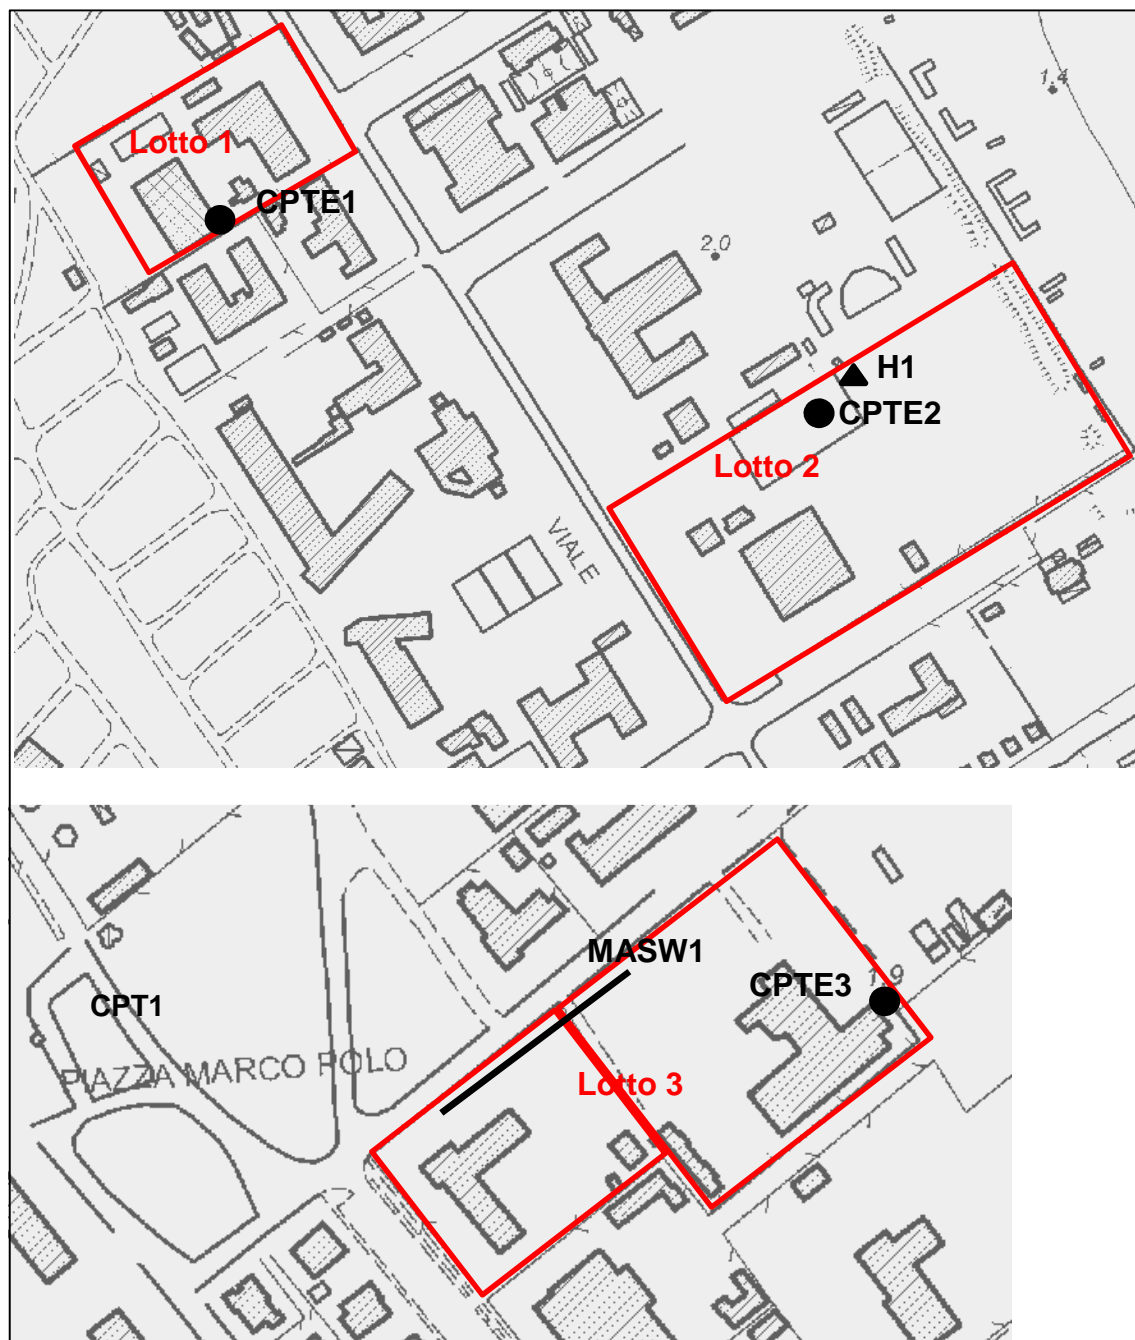 1,4
Lotto 1
CPTE1
2,0
H1
CPTE2
Lotto 2
VIALE
MASW1
CPTE3
1,9
CPT1
PIAZZA MARCO POLO
Lotto 3